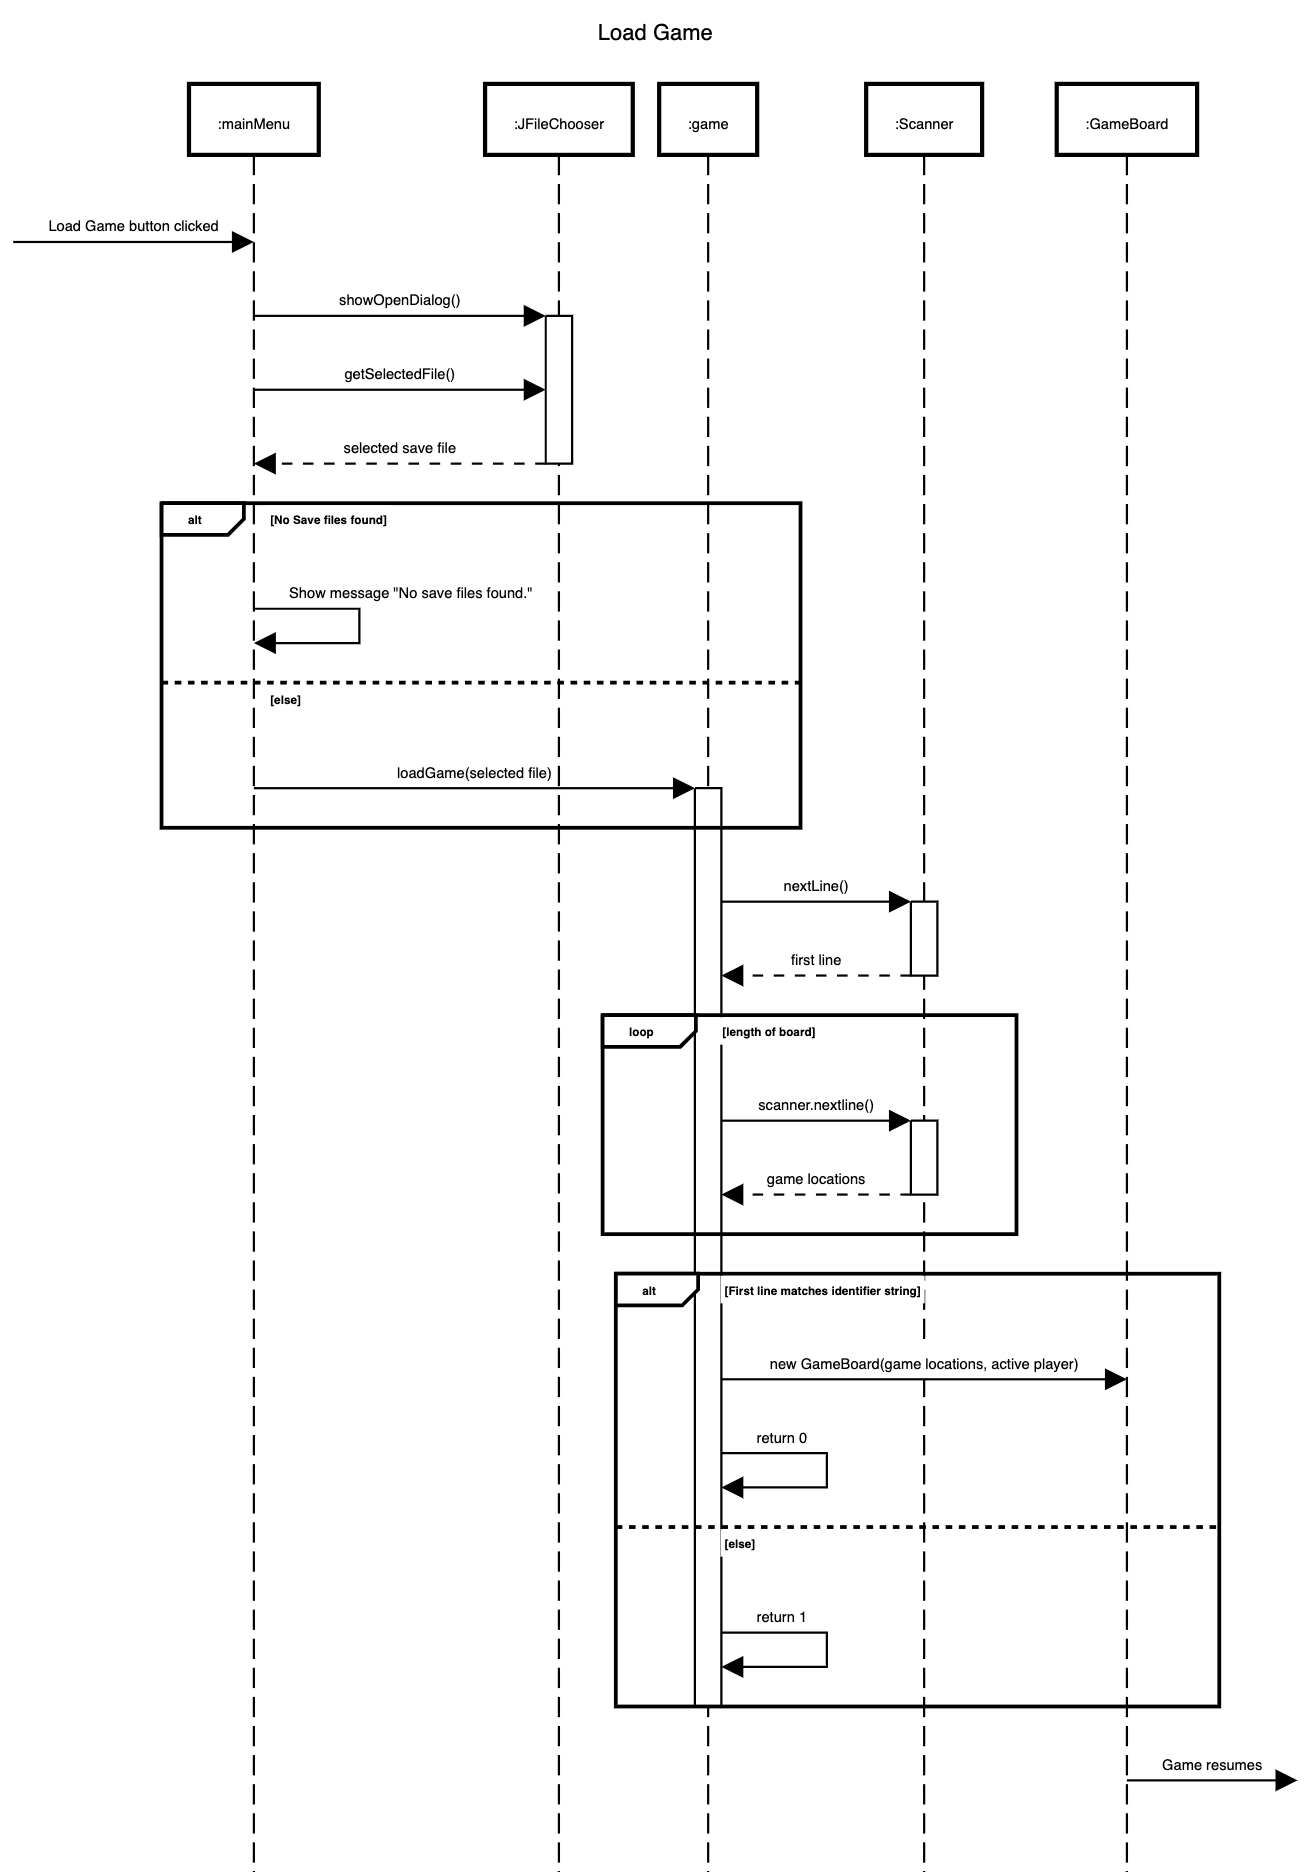 Load Game
:mainMenu
:JFileChooser
:game
:Scanner
:GameBoard
Load Game button clicked
showOpenDialog()
getSelectedFile()
selected save file
alt
[No Save files found]
Show message "No save files found."
[else]
loadGame(selected file)
nextLine()
first line
loop
[length of board]
scanner.nextline()
game locations
alt
[First line matches identifier string]
new GameBoard(game locations, active player)
return 0
[else]
return 1
Game resumes